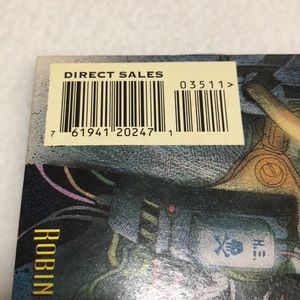 DIRECT SALES
03511>
7 61941 20247 1
H.E.
ROBIN